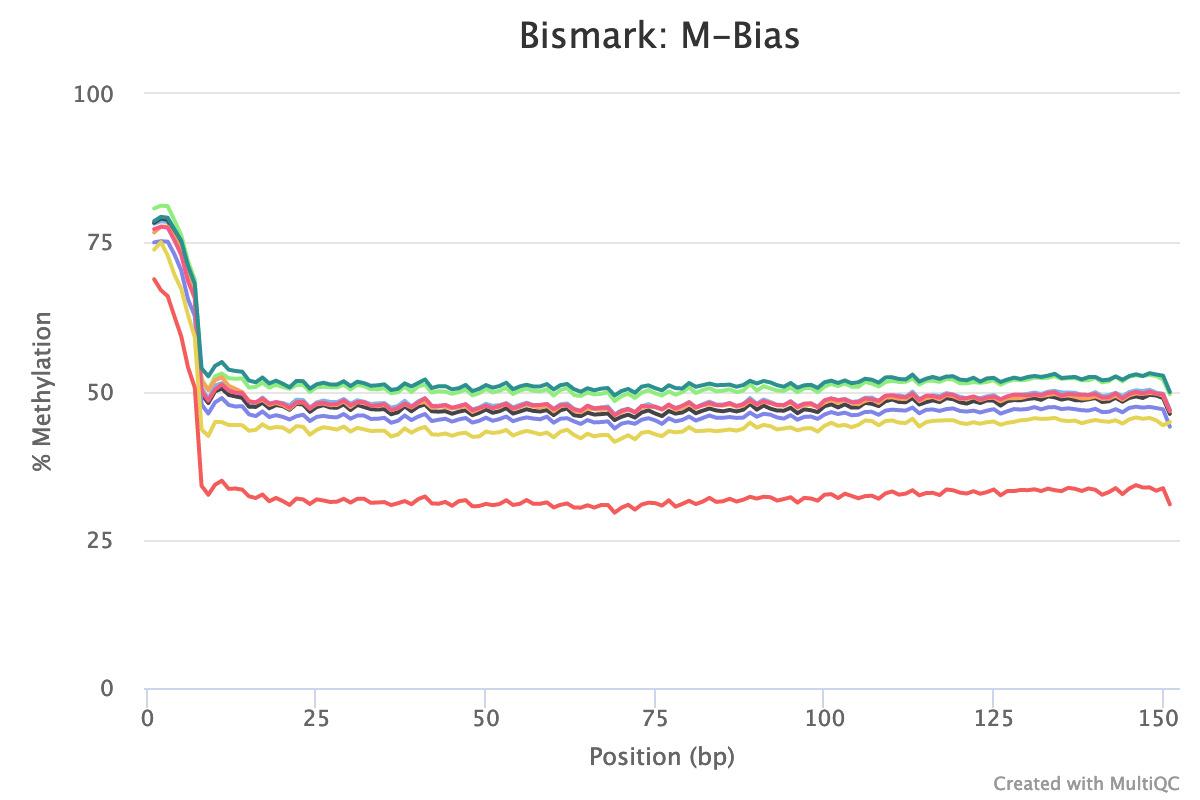 Bismark: M-Bias
100
75
50
25
0
% Methylation
0 25 50 75 100 125 150
Position (bp)
Created with MultiQC